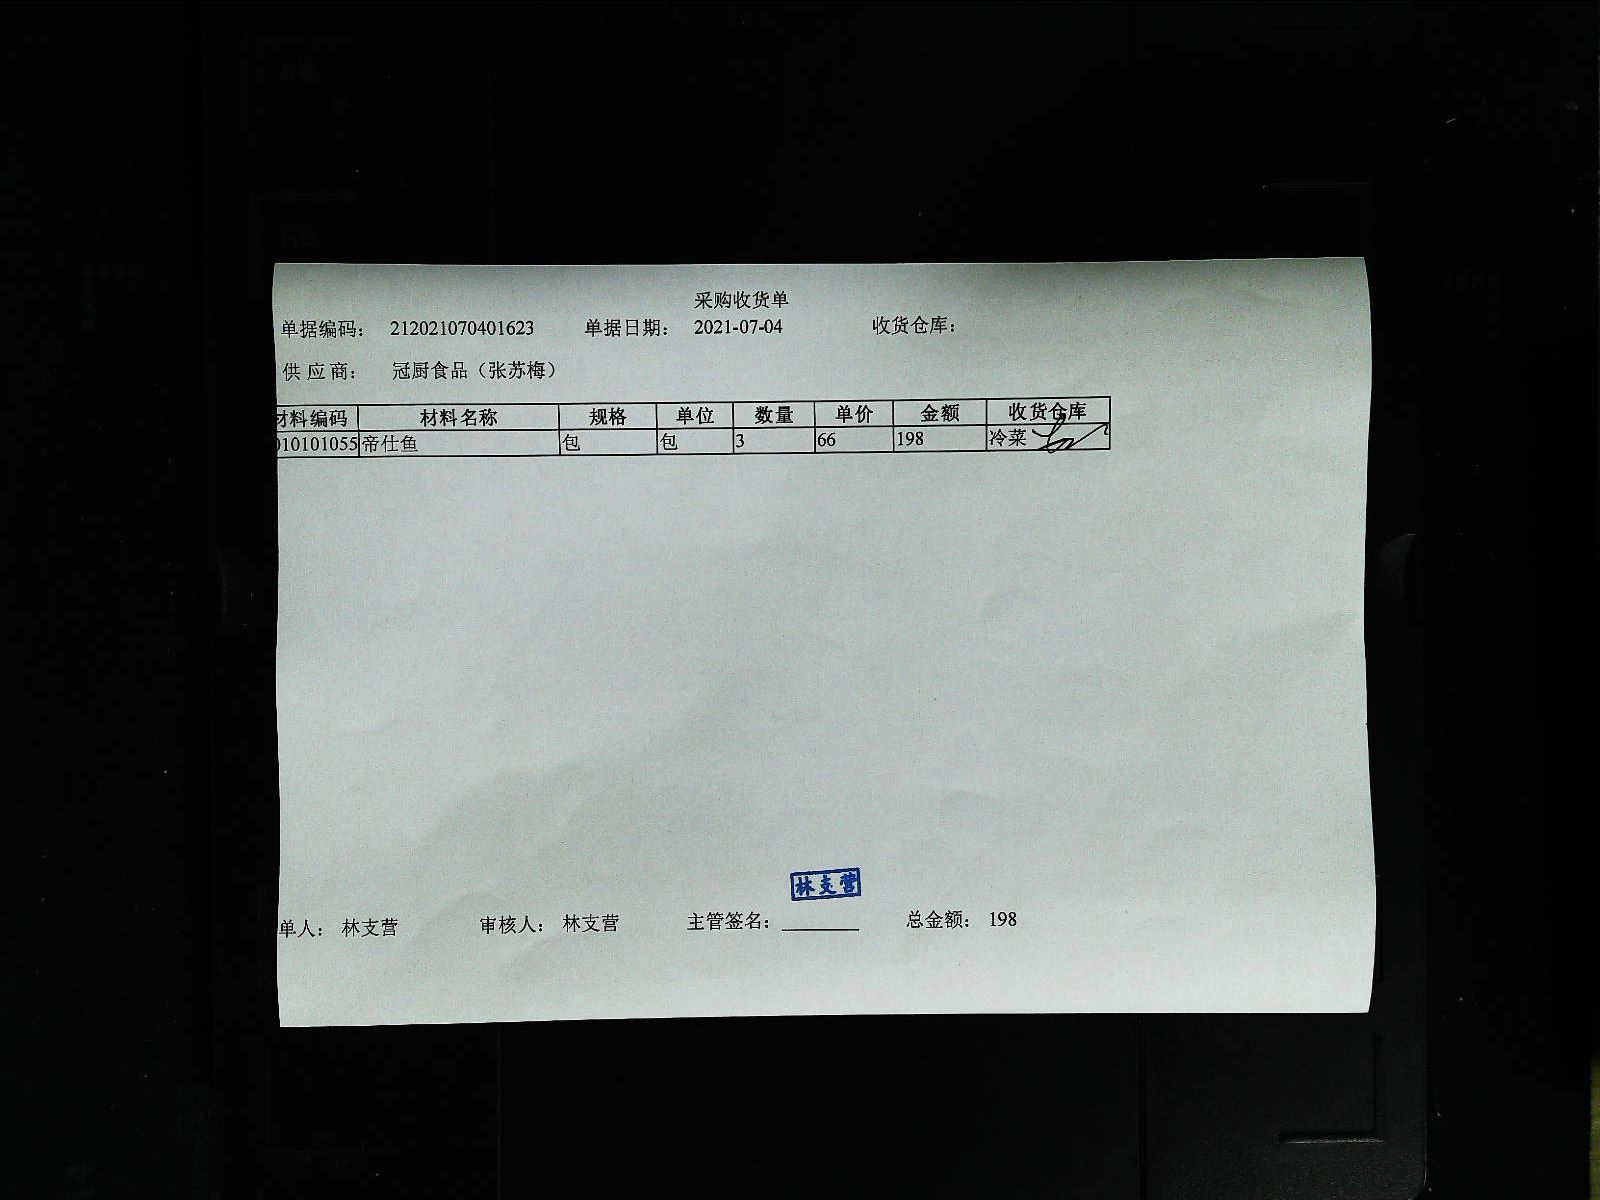 采购收货单
单据编码： 212021070401623 单据日期： 2021-07-04 收货仓库：
供应商： 冠厨食品（张苏梅）
材料编码 材料名称 规格 单位 数量 单价 金额 收货仓库
010101055 帝仕鱼 包 包 3 66 198 冷菜
林支营
单人： 林支营 审核人： 林支营 主管签名： 总金额： 198